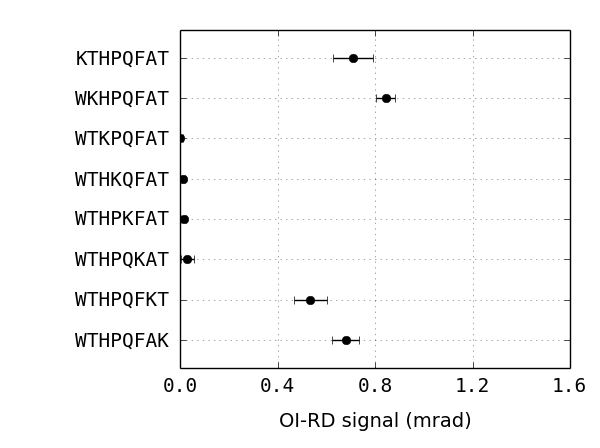 KTHPQFAT
WKHPQFAT
WTKPQFAT
WTHKQFAT
WTHPKFAT
WTHPQKAT
WTHPQFKT
WTHPQFAK
0.0 0.4 0.8 1.2 1.6
OI-RD signal (mrad)